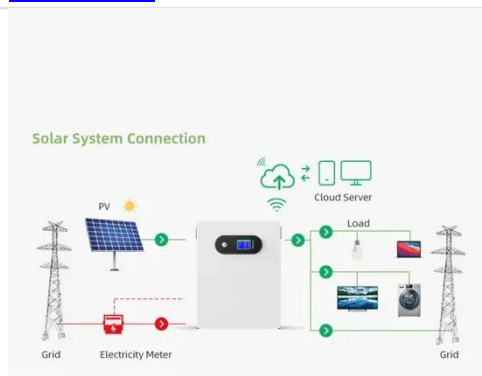 Solar System Connection
Cloud Server
PV
Load
Grid
Electricity Meter
Grid